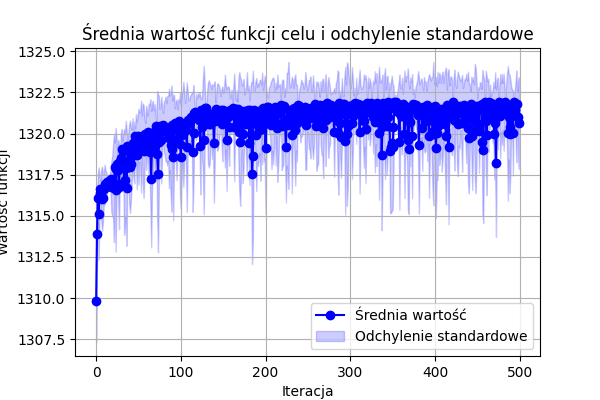 Średnia wartość funkcji celu i odchylenie standardowe
1325.0
1322.5
1320.0
1317.5
1315.0
1312.5
1310.0
1307.5
Wartość funkcji
Średnia wartość
Odchylenie standardowe
0
100
200
300
400
500
Iteracja